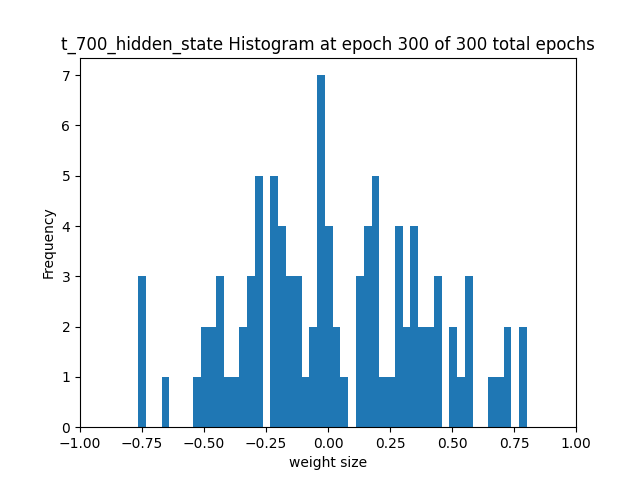 t_700_hidden_state Histogram at epoch 300 of 300 total epochs
Frequency
7
6
5
4
3
2
1
0
−1.00 −0.75 −0.50 −0.25 0.00 0.25 0.50 0.75 1.00
weight size